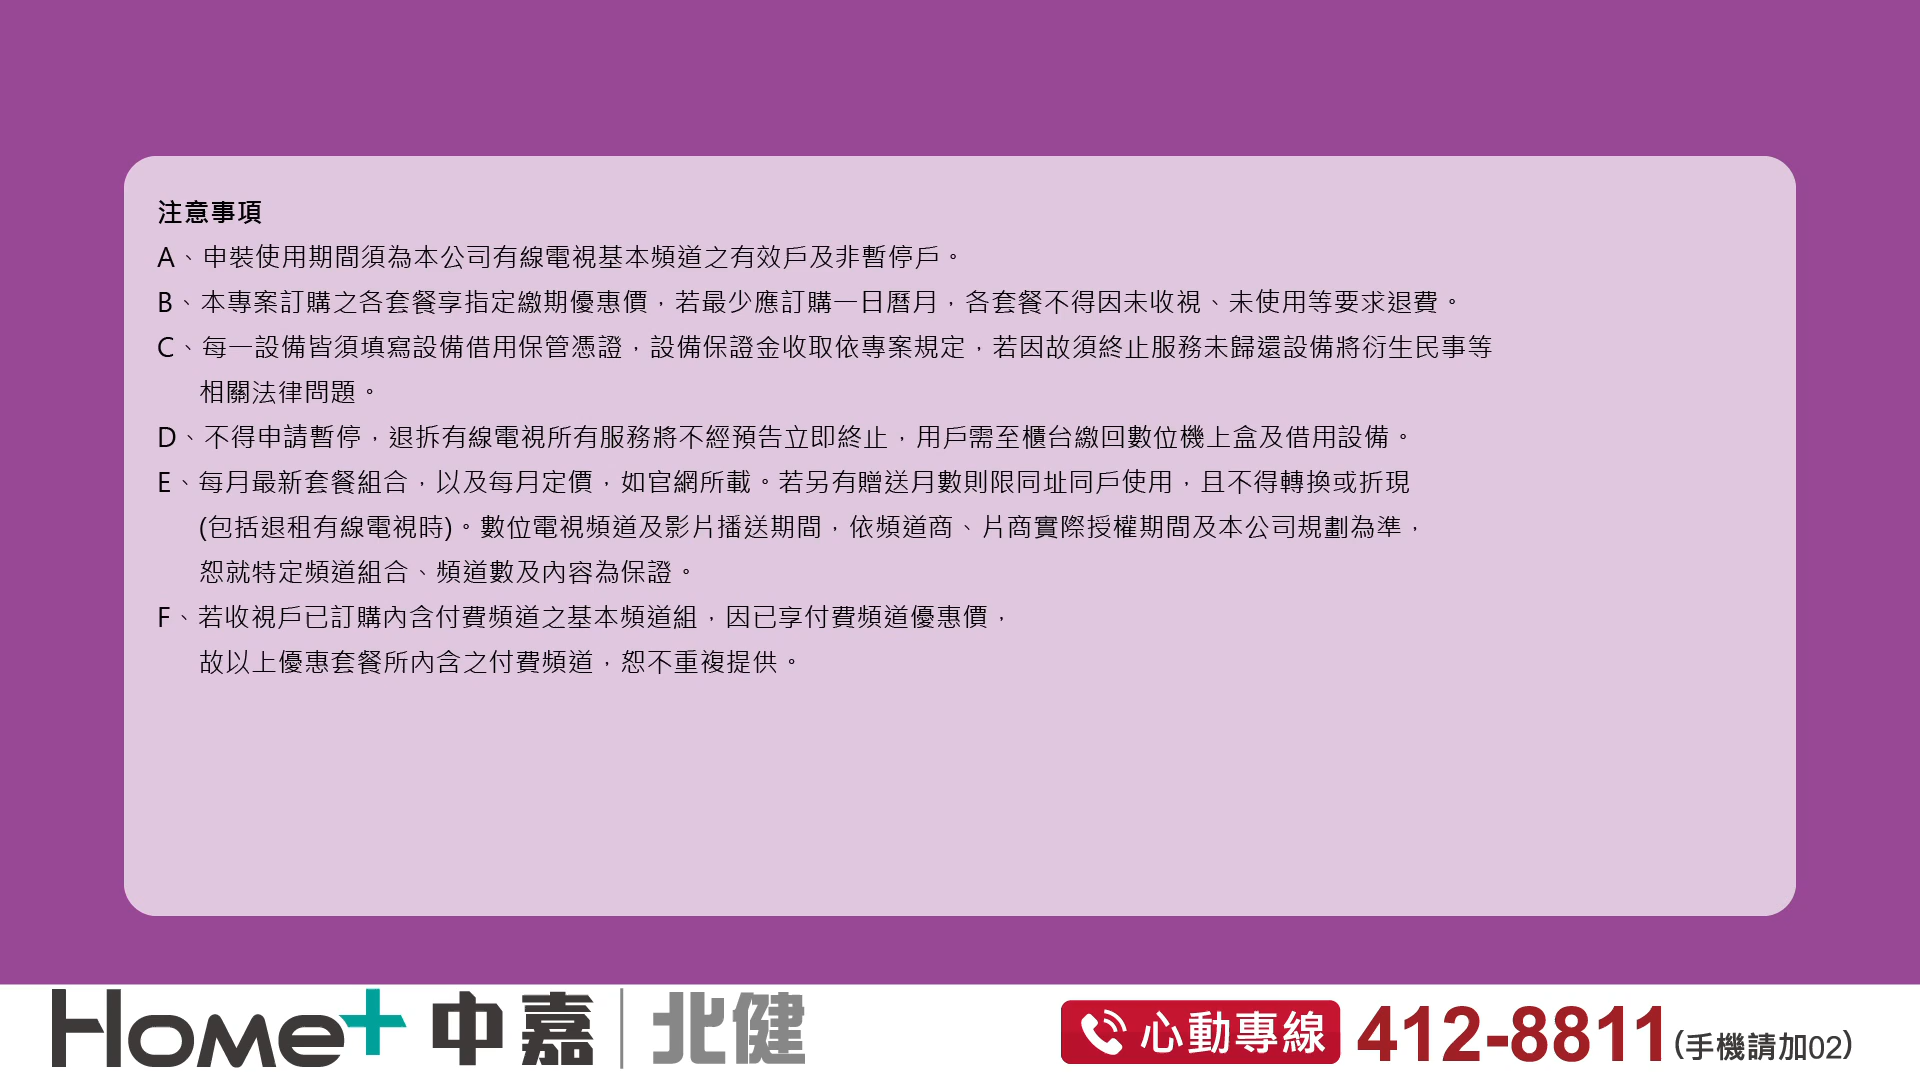 注意事項
A、申裝使用期間須為本公司有線電視基本頻道之有效戶及非暫停戶。
B、本專案訂購之各套餐享指定繳期優惠價，若最少應訂購一日曆月，各套餐不得因未收視、未使用等要求退費。
C、每一設備皆須填寫設備借用保管憑證，設備保證金收取依專案規定，若因故須終止服務未歸還設備將衍生民事等
相關法律問題。
D、不得申請暫停，退拆有線電視所有服務將不經預告立即終止，用戶需至櫃台繳回數位機上盒及借用設備。
E、每月最新套餐組合，以及每月定價，如官網所載。若另有贈送月數則限同址同戶使用，且不得轉換或折現
(包括退租有線電視時)。數位電視頻道及影片播送期間，依頻道商、片商實際授權期間及本公司規劃為準，
恕就特定頻道組合、頻道數及內容為保證。
F、若收視戶已訂購內含付費頻道之基本頻道組，因已享付費頻道優惠價，
故以上優惠套餐所內含之付費頻道，恕不重複提供。
Home+ 中嘉 | 北健
心動專線 412-8811 (手機請加02)